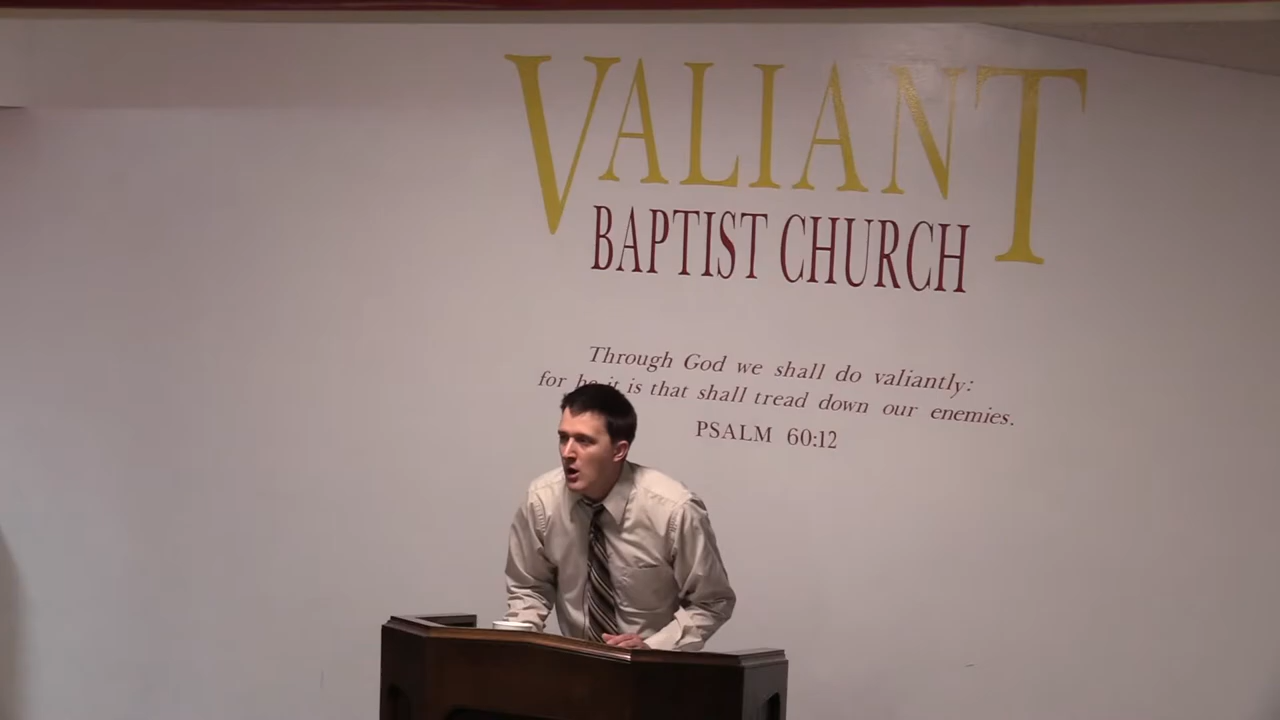 VALIANT
BAPTIST CHURCH
Through God we shall do valiantly:
for he it is that shall tread down our enemies.
PSALM 60:12